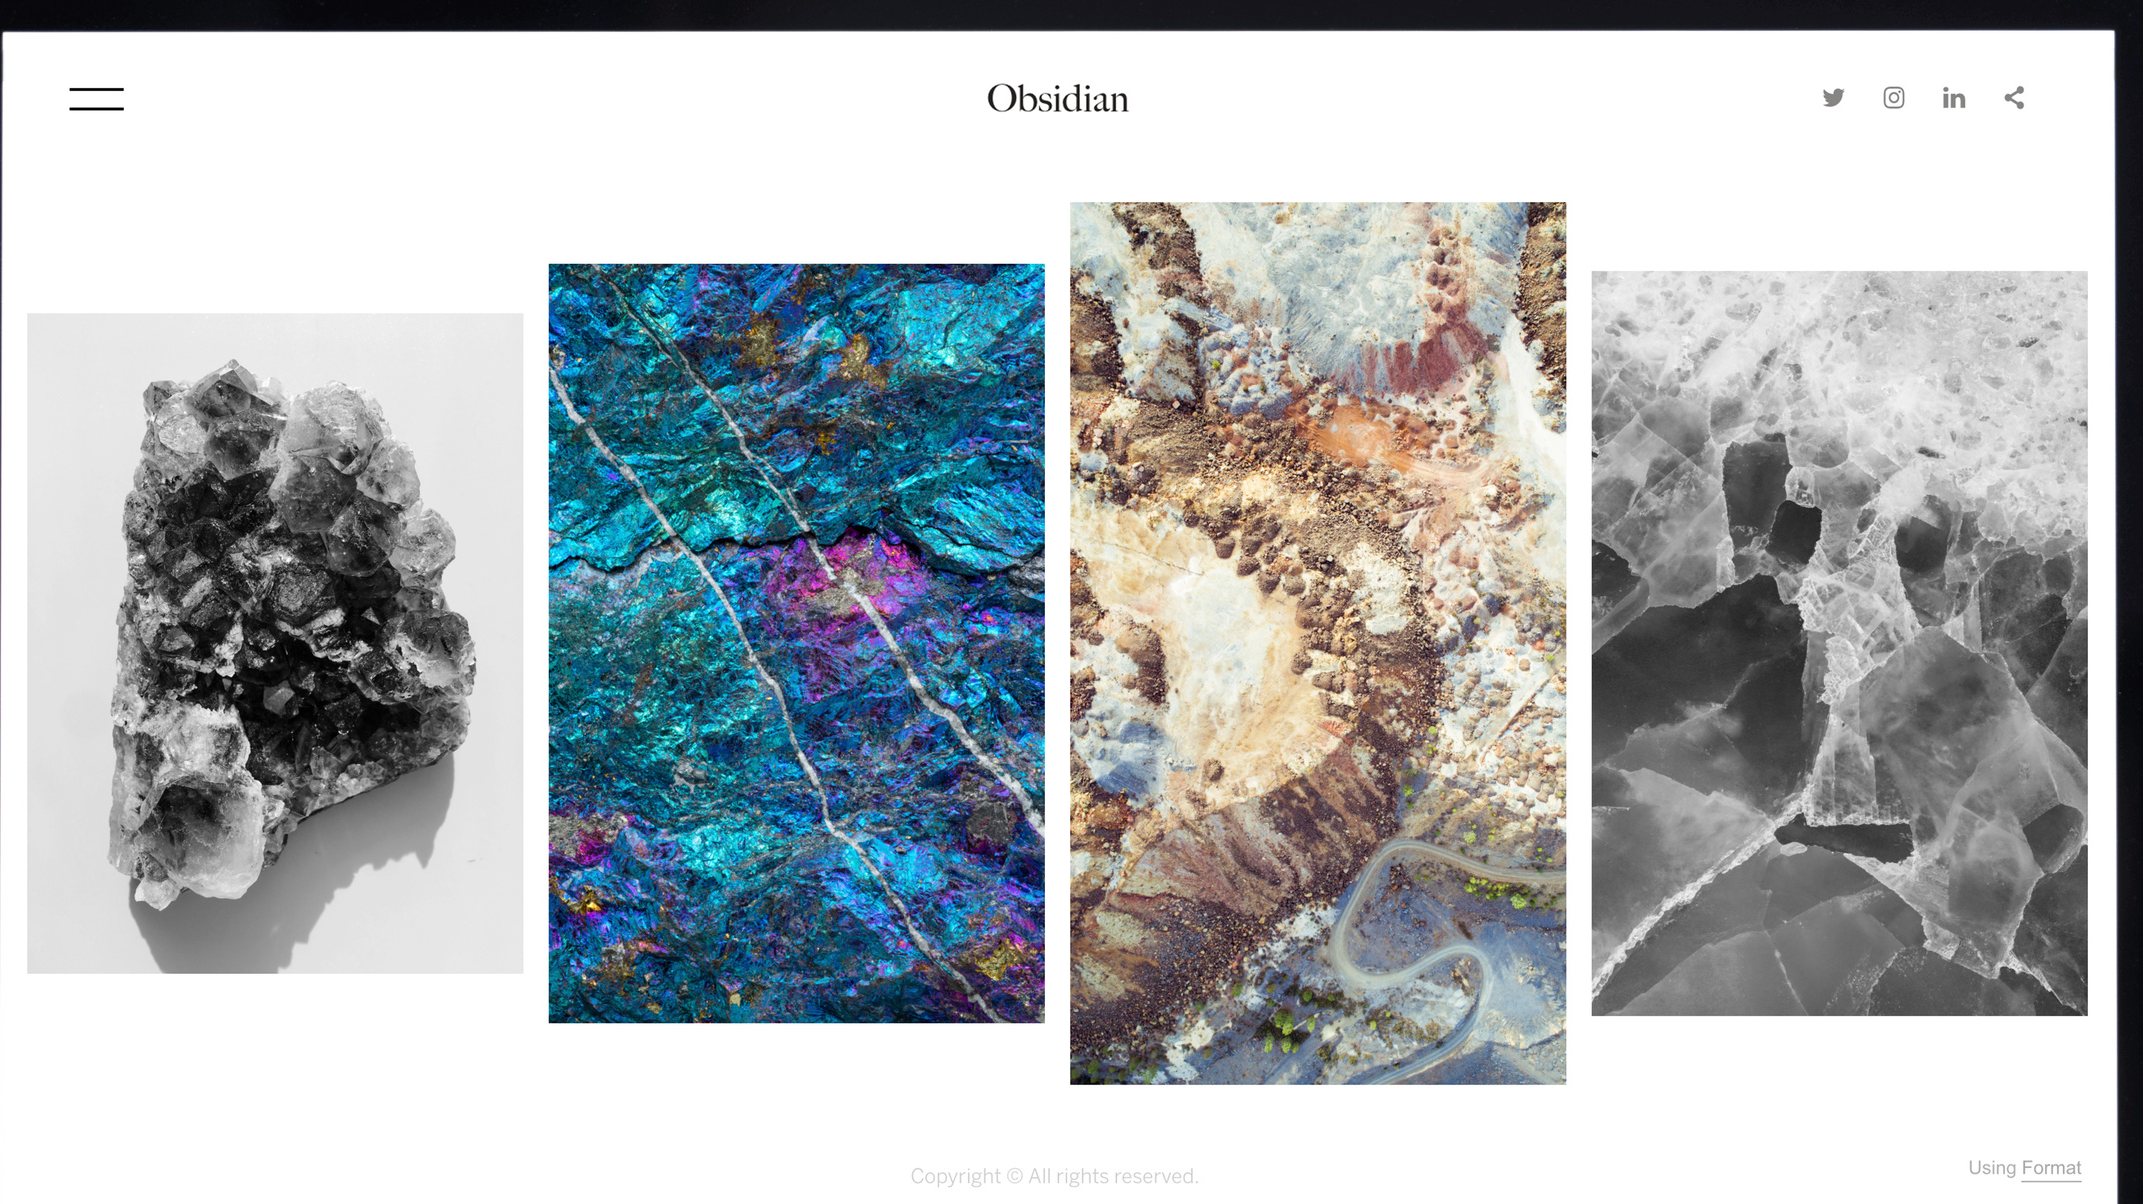 Obsidian
Copyright © All rights reserved.
Using Format